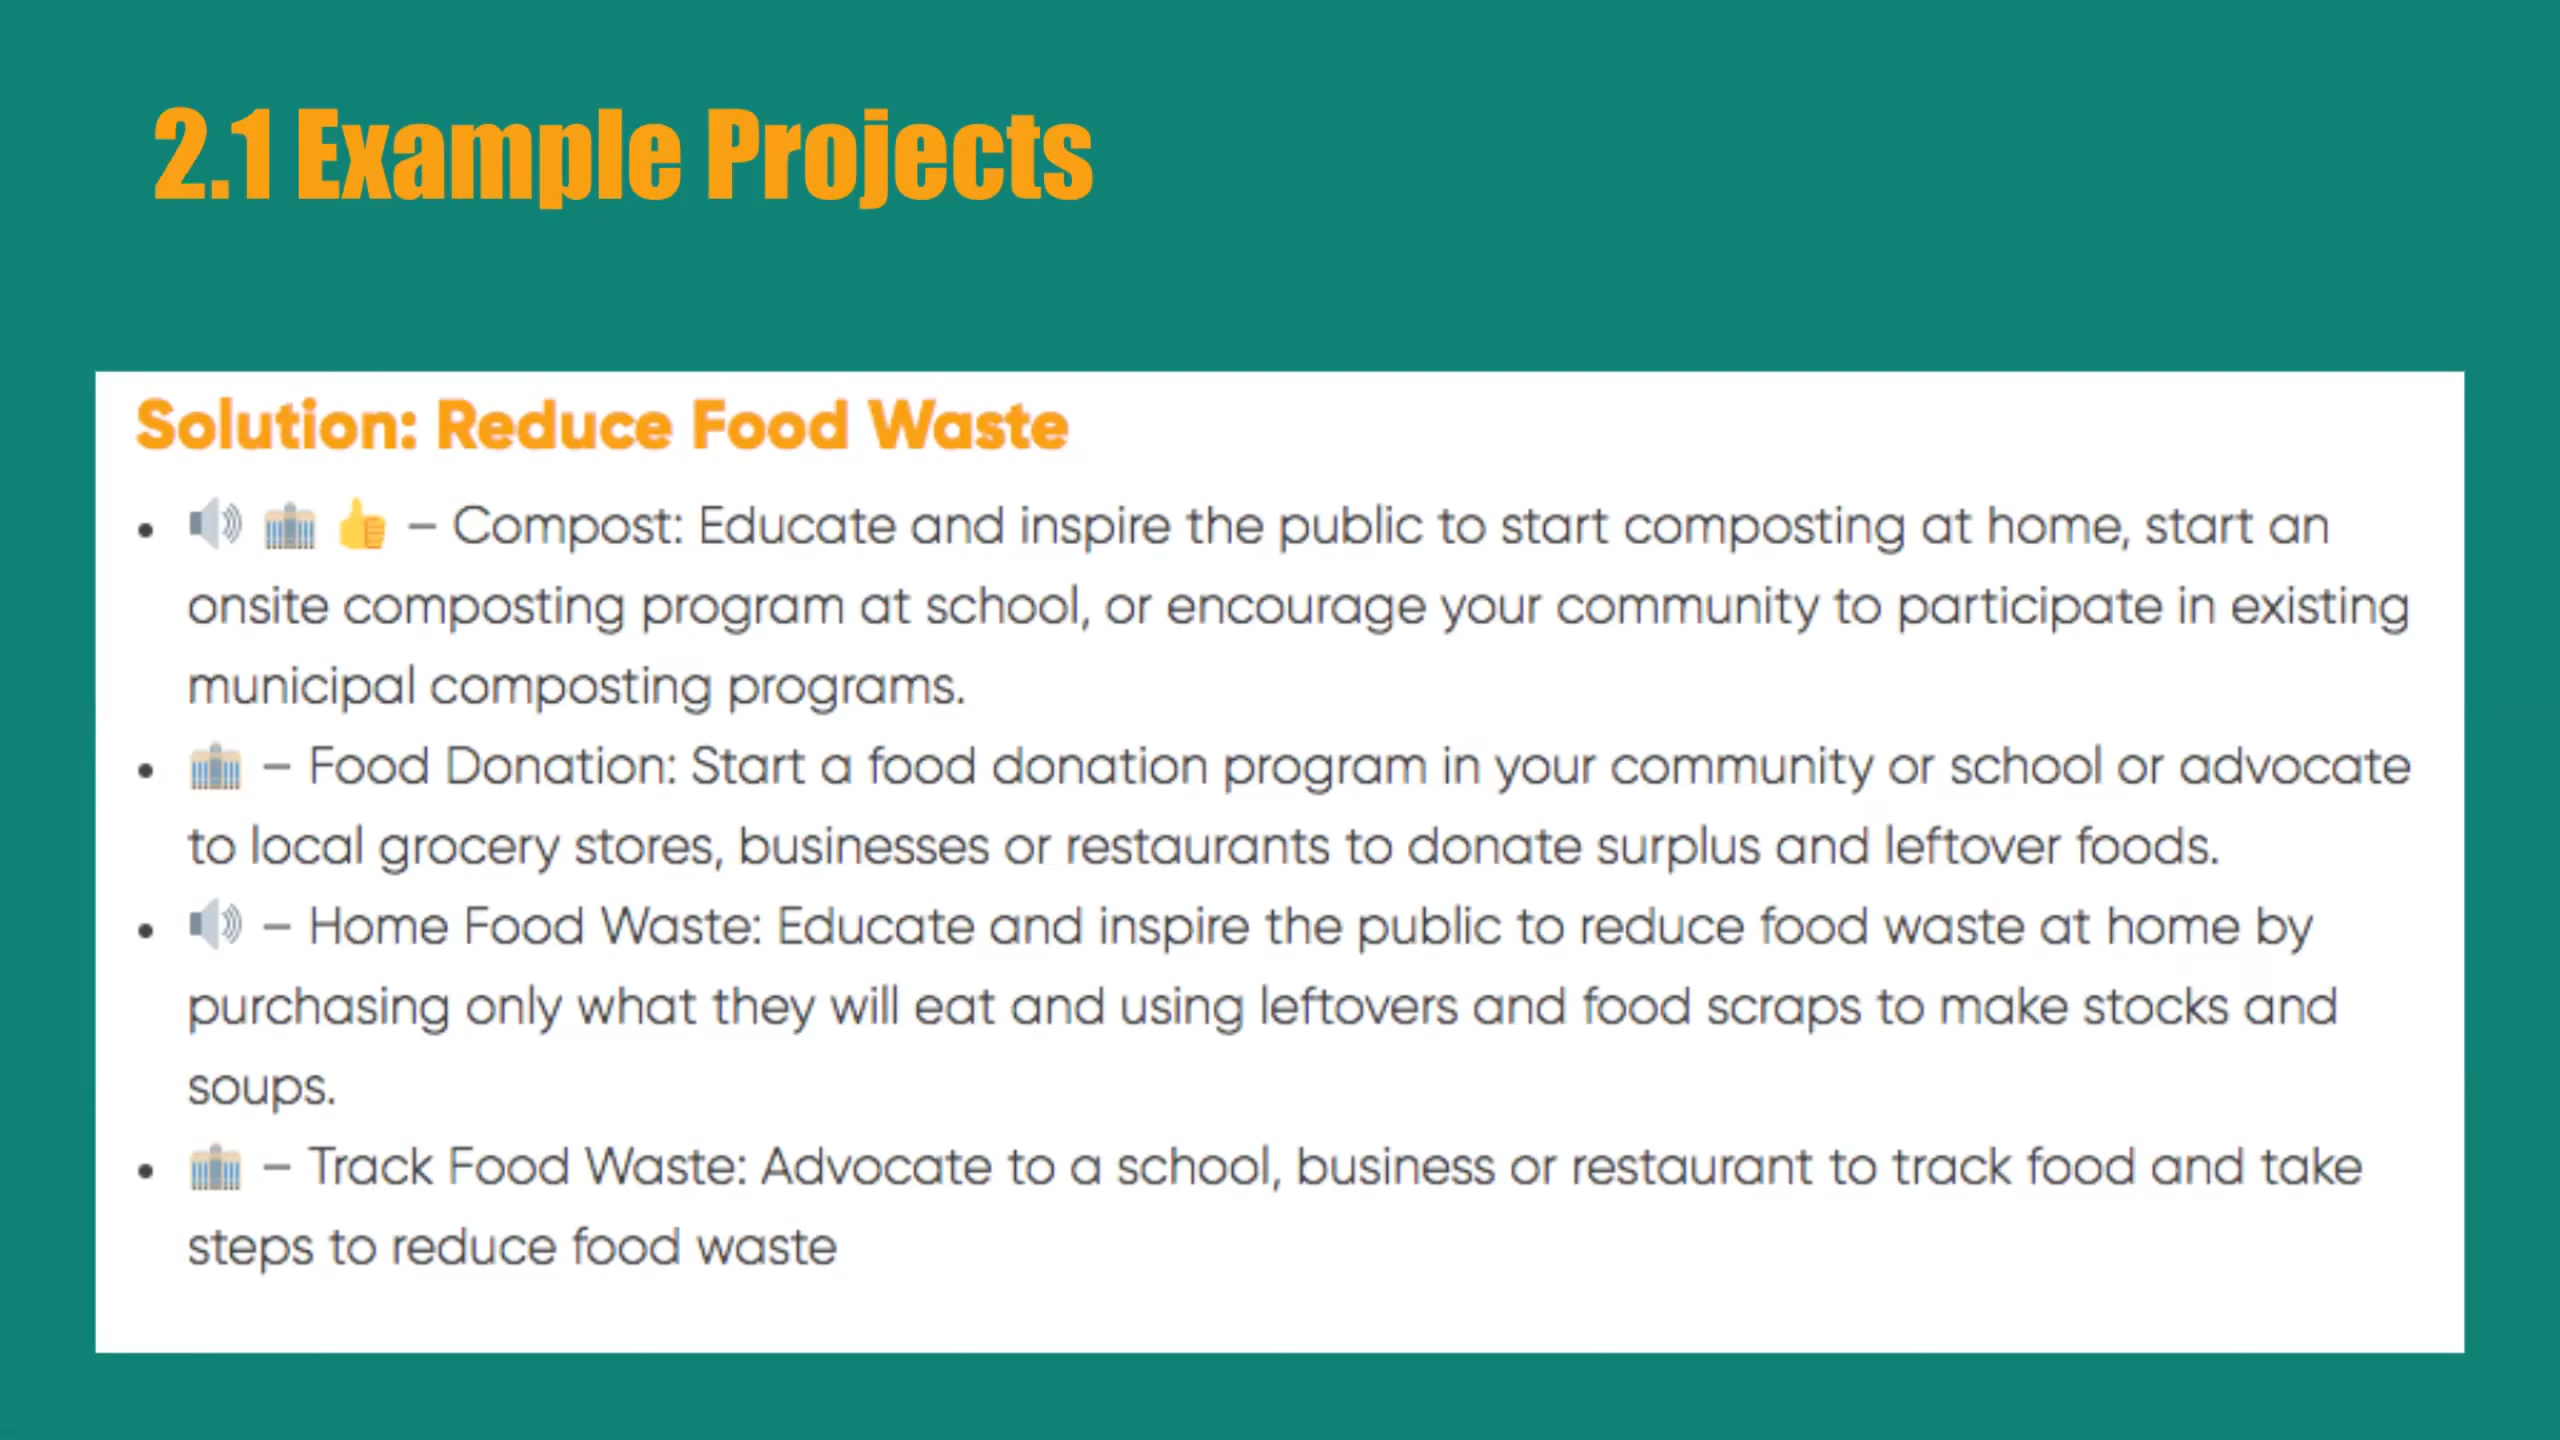 2.1 Example Projects
Solution: Reduce Food Waste
• 🔊 🏫 👍 – Compost: Educate and inspire the public to start composting at home, start an
onsite composting program at school, or encourage your community to participate in existing
municipal composting programs.
• 🏫 – Food Donation: Start a food donation program in your community or school or advocate
to local grocery stores, businesses or restaurants to donate surplus and leftover foods.
• 🔊 – Home Food Waste: Educate and inspire the public to reduce food waste at home by
purchasing only what they will eat and using leftovers and food scraps to make stocks and
soups.
• 🏫 – Track Food Waste: Advocate to a school, business or restaurant to track food and take
steps to reduce food waste